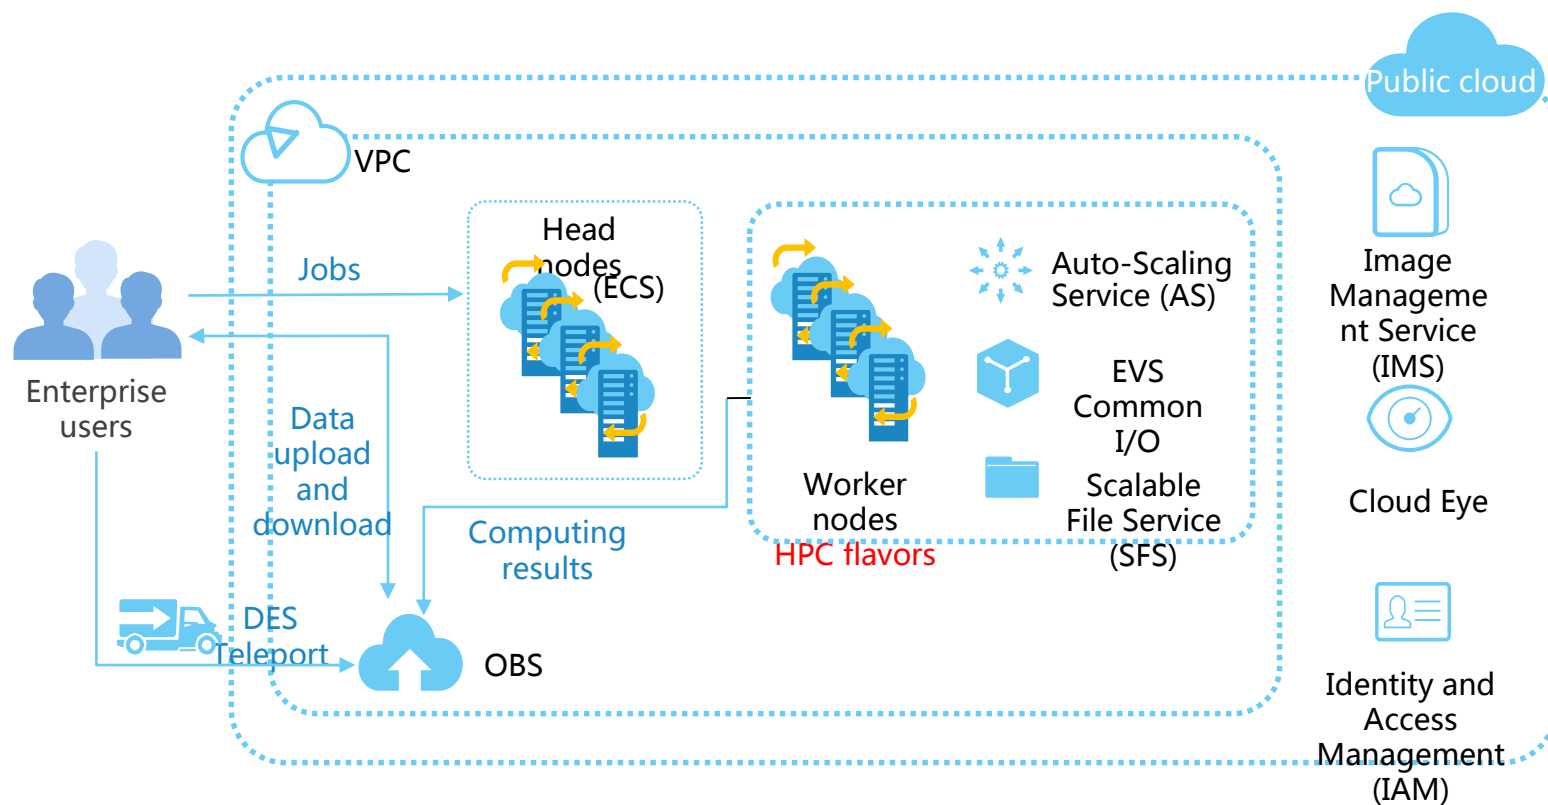 Public cloud
VPC
Head
nodes
(ECS)
Jobs
Enterprise
users
Data
upload
and
download
Computing
results
DES
Teleport
OBS
Worker
nodes
HPC flavors
Auto-Scaling
Service (AS)
EVS
Common
I/O
Scalable
File Service
(SFS)
Image
Manageme
nt Service
(IMS)
Cloud Eye
Identity and
Access
Management
(IAM)